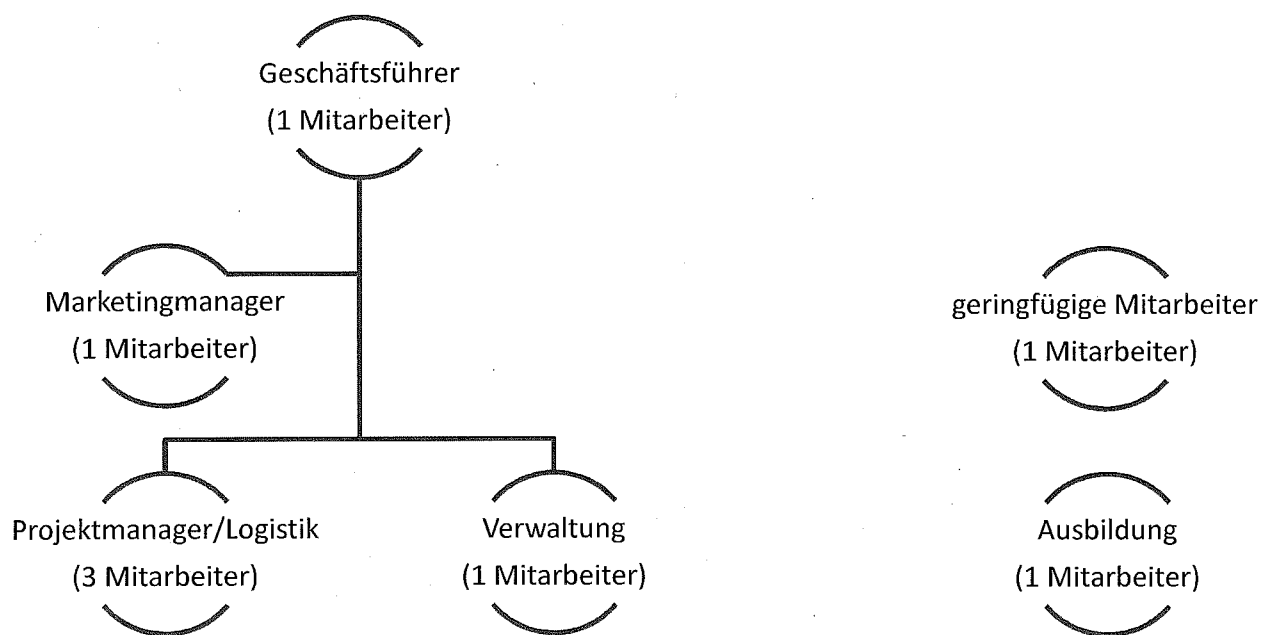 Geschäftsführer
(1 Mitarbeiter)
Marketingmanager
(1 Mitarbeiter)
geringfügige Mitarbeiter
(1 Mitarbeiter)
Projektmanager/Logistik
(3 Mitarbeiter)
Verwaltung
(1 Mitarbeiter)
Ausbildung
(1 Mitarbeiter)